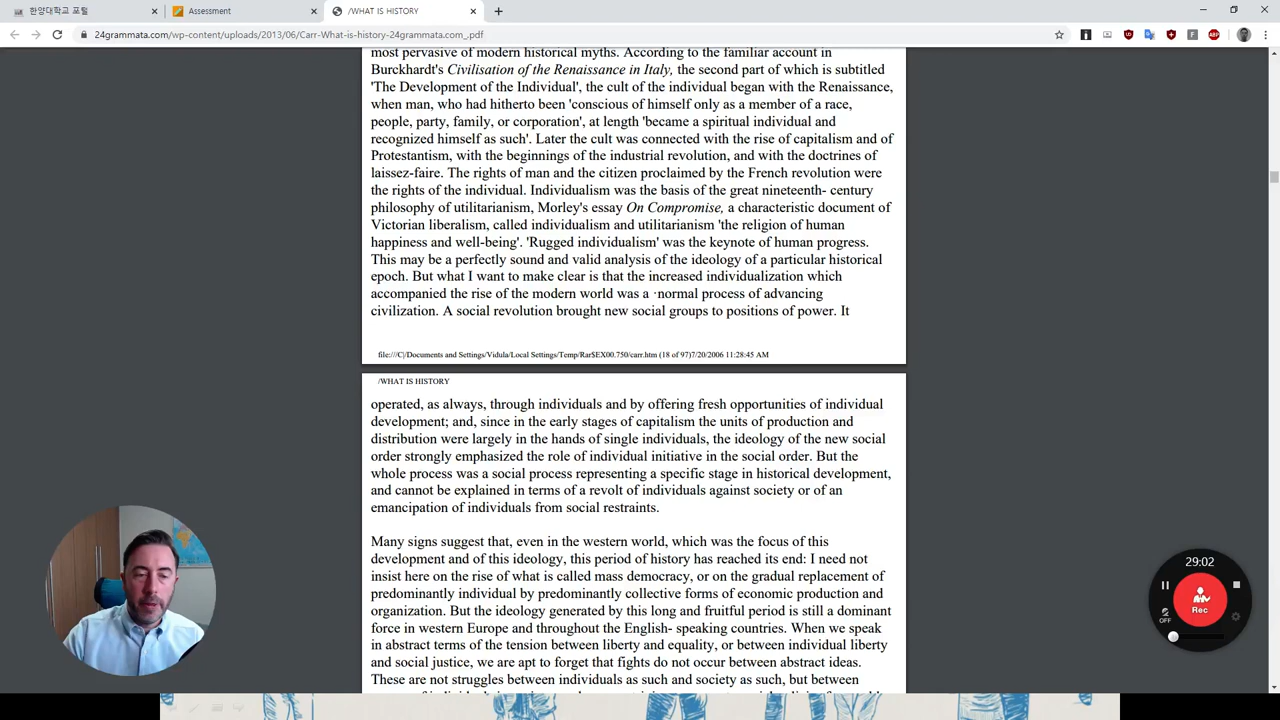 한양대학교 포털
Assessment
/WHAT IS HISTORY
24grammata.com/wp-content/uploads/2013/06/Carr-What-is-history-24grammata.com_.pdf
most pervasive of modern historical myths. According to the familiar account in
Burckhardt's Civilisation of the Renaissance in Italy, the second part of which is subtitled
'The Development of the Individual', the cult of the individual began with the Renaissance,
when man, who had hitherto been 'conscious of himself only as a member of a race,
people, party, family, or corporation', at length 'became a spiritual individual and
recognized himself as such'. Later the cult was connected with the rise of capitalism and of
Protestantism, with the beginnings of the industrial revolution, and with the doctrines of
laissez-faire. The rights of man and the citizen proclaimed by the French revolution were
the rights of the individual. Individualism was the basis of the great nineteenth- century
philosophy of utilitarianism, Morley's essay On Compromise, a characteristic document of
Victorian liberalism, called individualism and utilitarianism 'the religion of human
happiness and well-being'. 'Rugged individualism' was the keynote of human progress.
This may be a perfectly sound and valid analysis of the ideology of a particular historical
epoch. But what I want to make clear is that the increased individualization which
accompanied the rise of the modern world was a ·normal process of advancing
civilization. A social revolution brought new social groups to positions of power. It
file:///C|/Documents and Settings/Vidula/Local Settings/Temp/Rar$EX00.750/carr.htm (18 of 97)7/20/2006 11:28:45 AM
/WHAT IS HISTORY
operated, as always, through individuals and by offering fresh opportunities of individual
development; and, since in the early stages of capitalism the units of production and
distribution were largely in the hands of single individuals, the ideology of the new social
order strongly emphasized the role of individual initiative in the social order. But the
whole process was a social process representing a specific stage in historical development,
and cannot be explained in terms of a revolt of individuals against society or of an
emancipation of individuals from social restraints.
Many signs suggest that, even in the western world, which was the focus of this
development and of this ideology, this period of history has reached its end: I need not
insist here on the rise of what is called mass democracy, or on the gradual replacement of
predominantly individual by predominantly collective forms of economic production and
organization. But the ideology generated by this long and fruitful period is still a dominant
force in western Europe and throughout the English- speaking countries. When we speak
in abstract terms of the tension between liberty and equality, or between individual liberty
and social justice, we are apt to forget that fights do not occur between abstract ideas.
These are not struggles between individuals as such and society as such, but between
29:02
Rec
OFF